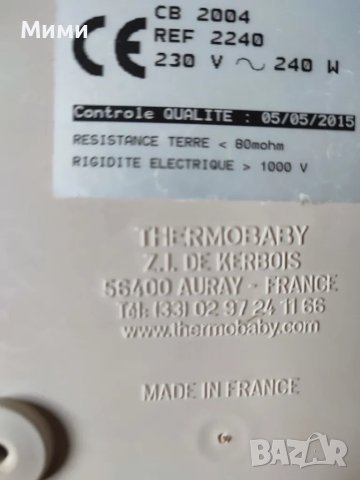 Мими
CE
CB 2004
REF 2240
230 V ~ 240 W
Controle QUALITE : 05/05/2015
RESISTANCE TERRE < 80mohm
RIGIDITE ELECTRIQUE > 1000 V
THERMOBABY
Z.I. DE KERBOIS
56400 AURAY - FRANCE
Tél: (33) 02 97 24 11 66
www.thermobaby.com
MADE IN FRANCE
bazar